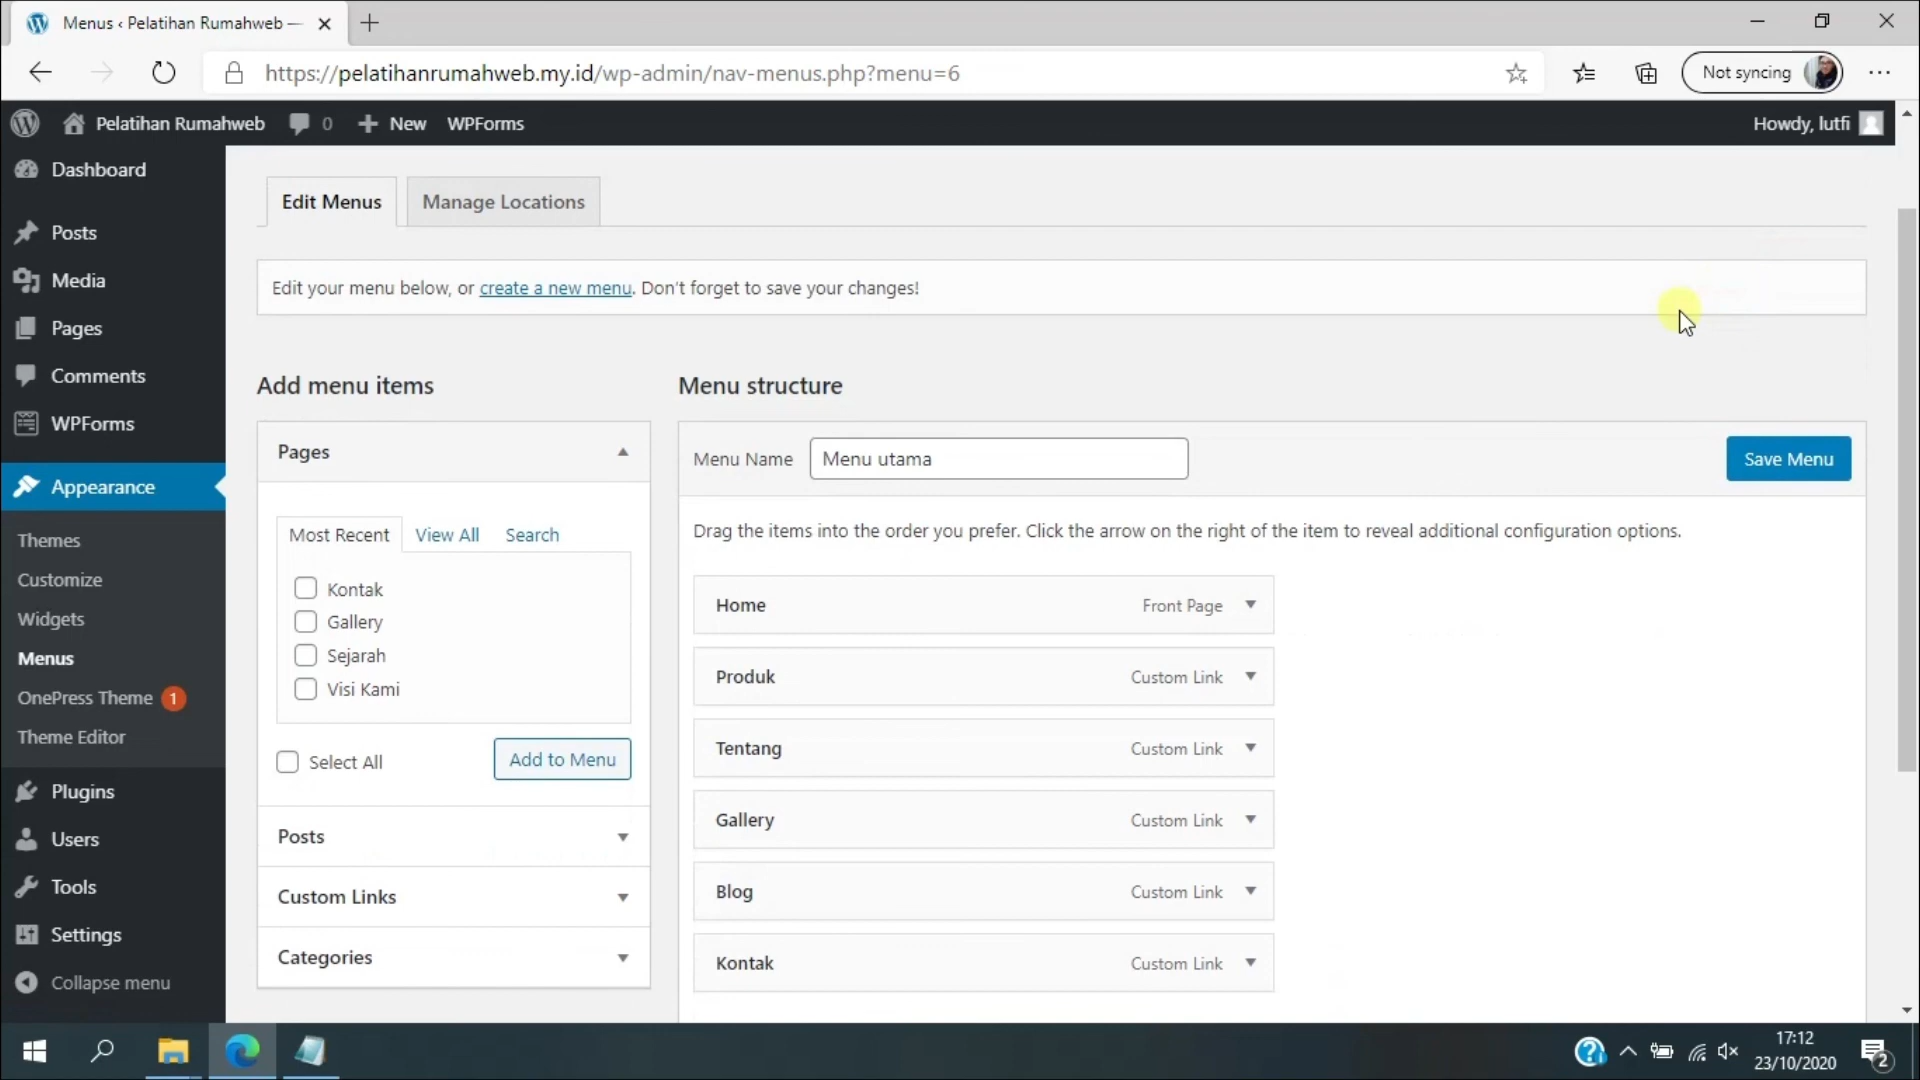 Menus ‹ Pelatihan Rumahweb —
https://pelatihanrumahweb.my.id/wp-admin/nav-menus.php?menu=6
Not syncing
Pelatihan Rumahweb
0
New
WPForms
Howdy, lutfi
Dashboard
Posts
Media
Pages
Comments
WPForms
Appearance
Themes
Customize
Widgets
Menus
OnePress Theme 1
Theme Editor
Plugins
Users
Tools
Settings
Collapse menu
Edit Menus
Manage Locations
Edit your menu below, or create a new menu. Don't forget to save your changes!
Add menu items
Pages
Most Recent
View All
Search
Kontak
Gallery
Sejarah
Visi Kami
Select All
Add to Menu
Posts
Custom Links
Categories
Menu structure
Menu Name
Menu utama
Save Menu
Drag the items into the order you prefer. Click the arrow on the right of the item to reveal additional configuration options.
Home
Front Page
Produk
Custom Link
Tentang
Custom Link
Gallery
Custom Link
Blog
Custom Link
Kontak
Custom Link
17:12
23/10/2020
2